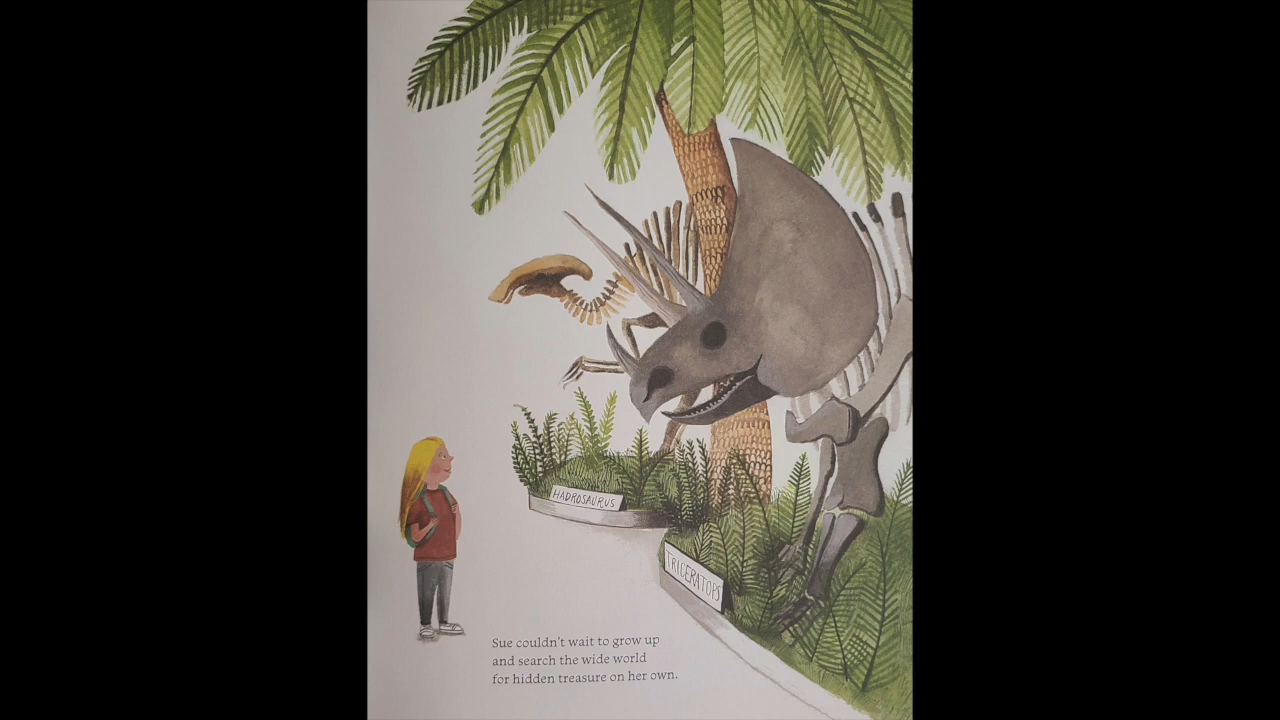 HADROSAURUS
TRICERATOPS
Sue couldn't wait to grow up
and search the wide world
for hidden treasure on her own.